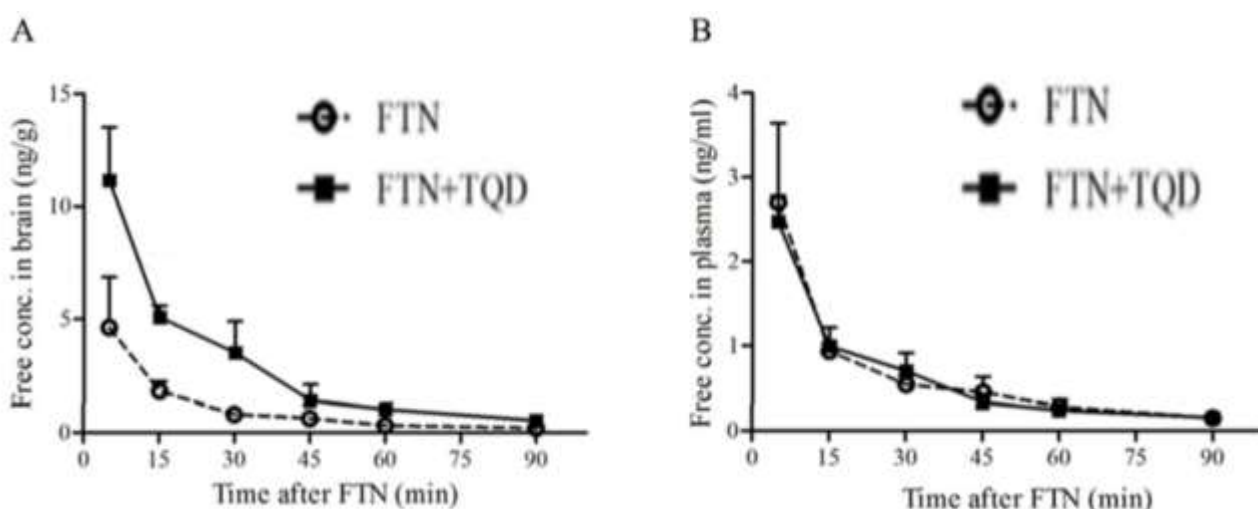 A
Free conc. in brain (ng/g)
15
10
5
0
FTN
FTN+TQD
0 15 30 45 60 75 90
Time after FTN (min)
B
Free conc. in plasma (ng/ml)
4
3
2
1
0
FTN
FTN+TQD
0 15 30 45 60 75 90
Time after FTN (min)